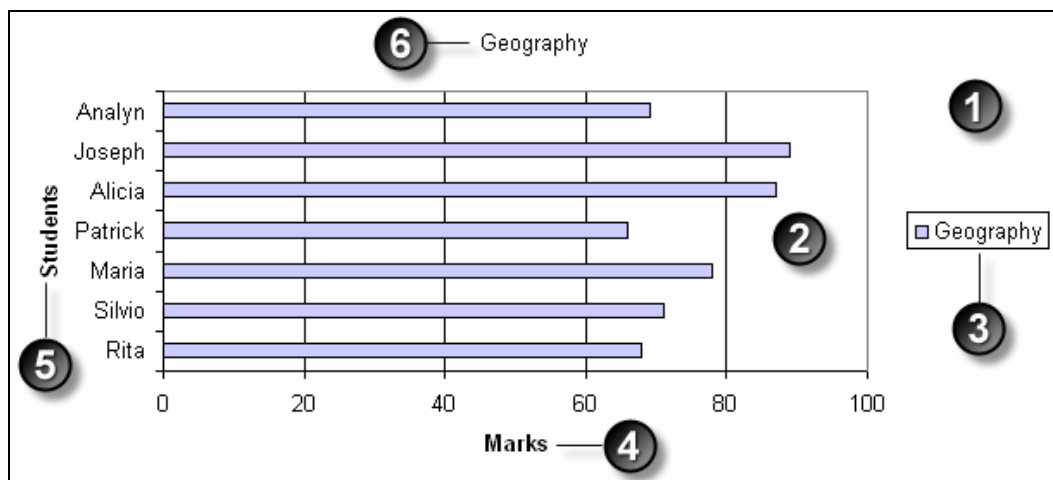 6 Geography
1
Analyn
Joseph
Alicia
Patrick
Maria
Silvio
Rita
Students
5
2
Geography
3
0 20 40 60 80 100
Marks 4